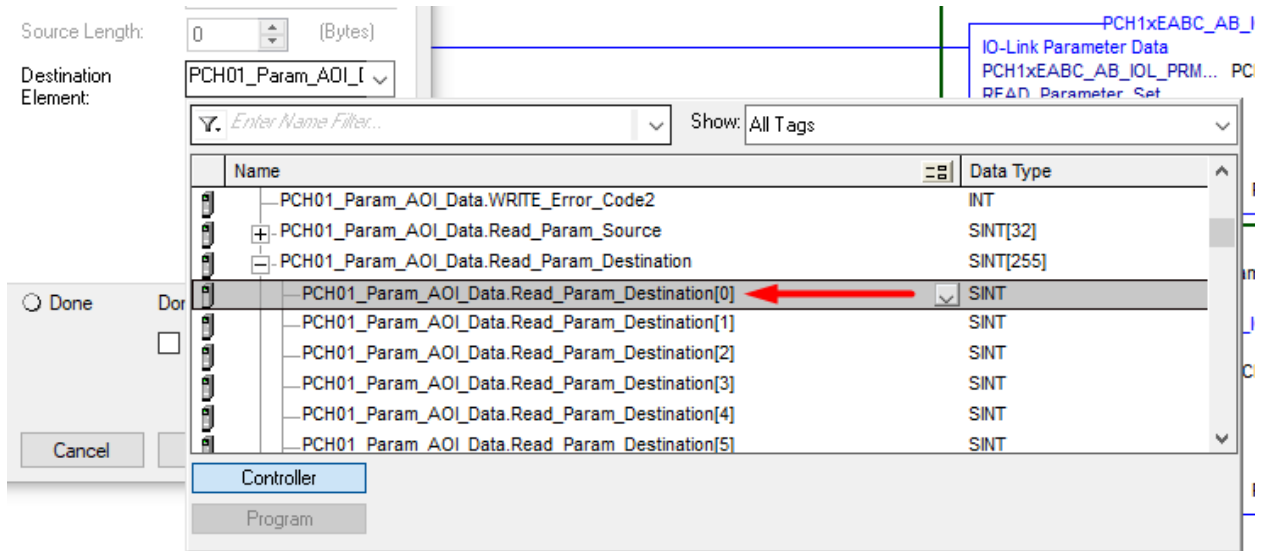 Source Length: 0 (Bytes)
Destination Element: PCH01_Param_AOI_
PCH1xEABC_AB_
IO-Link Parameter Data
PCH1xEABC_AB_IOL_PRM...
READ_Parameter_Set
Enter Name Filter...
Show: All Tags
Name Data Type
PCH01_Param_AOI_Data.WRITE_Error_Code2 INT
PCH01_Param_AOI_Data.Read_Param_Source SINT[32]
PCH01_Param_AOI_Data.Read_Param_Destination SINT[255]
PCH01_Param_AOI_Data.Read_Param_Destination[0] SINT
PCH01_Param_AOI_Data.Read_Param_Destination[1] SINT
PCH01_Param_AOI_Data.Read_Param_Destination[2] SINT
PCH01_Param_AOI_Data.Read_Param_Destination[3] SINT
PCH01_Param_AOI_Data.Read_Param_Destination[4] SINT
PCH01_Param_AOI_Data.Read_Param_Destination[5] SINT
Done
Cancel
Controller
Program